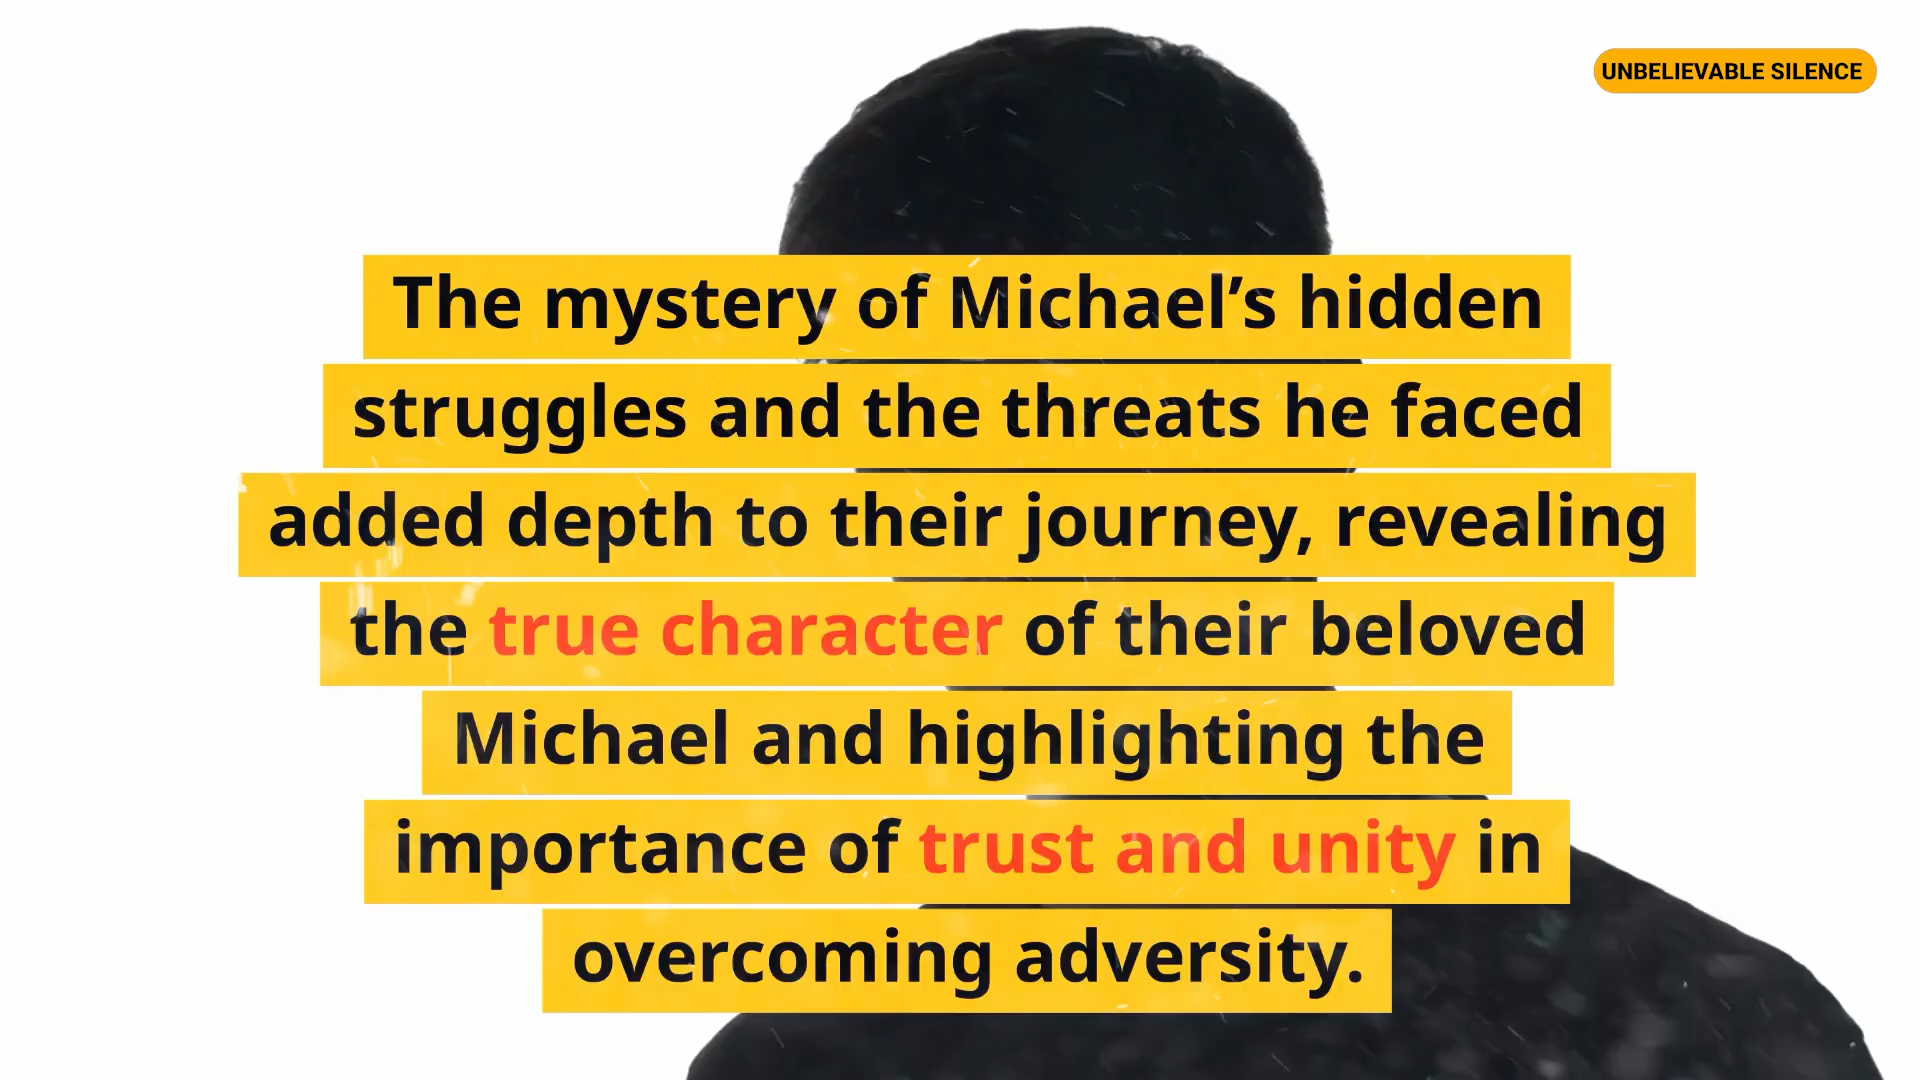 UNBELIEVABLE SILENCE
The mystery of Michael’s hidden
struggles and the threats he faced
added depth to their journey, revealing
the true character of their beloved
Michael and highlighting the
importance of trust and unity in
overcoming adversity.